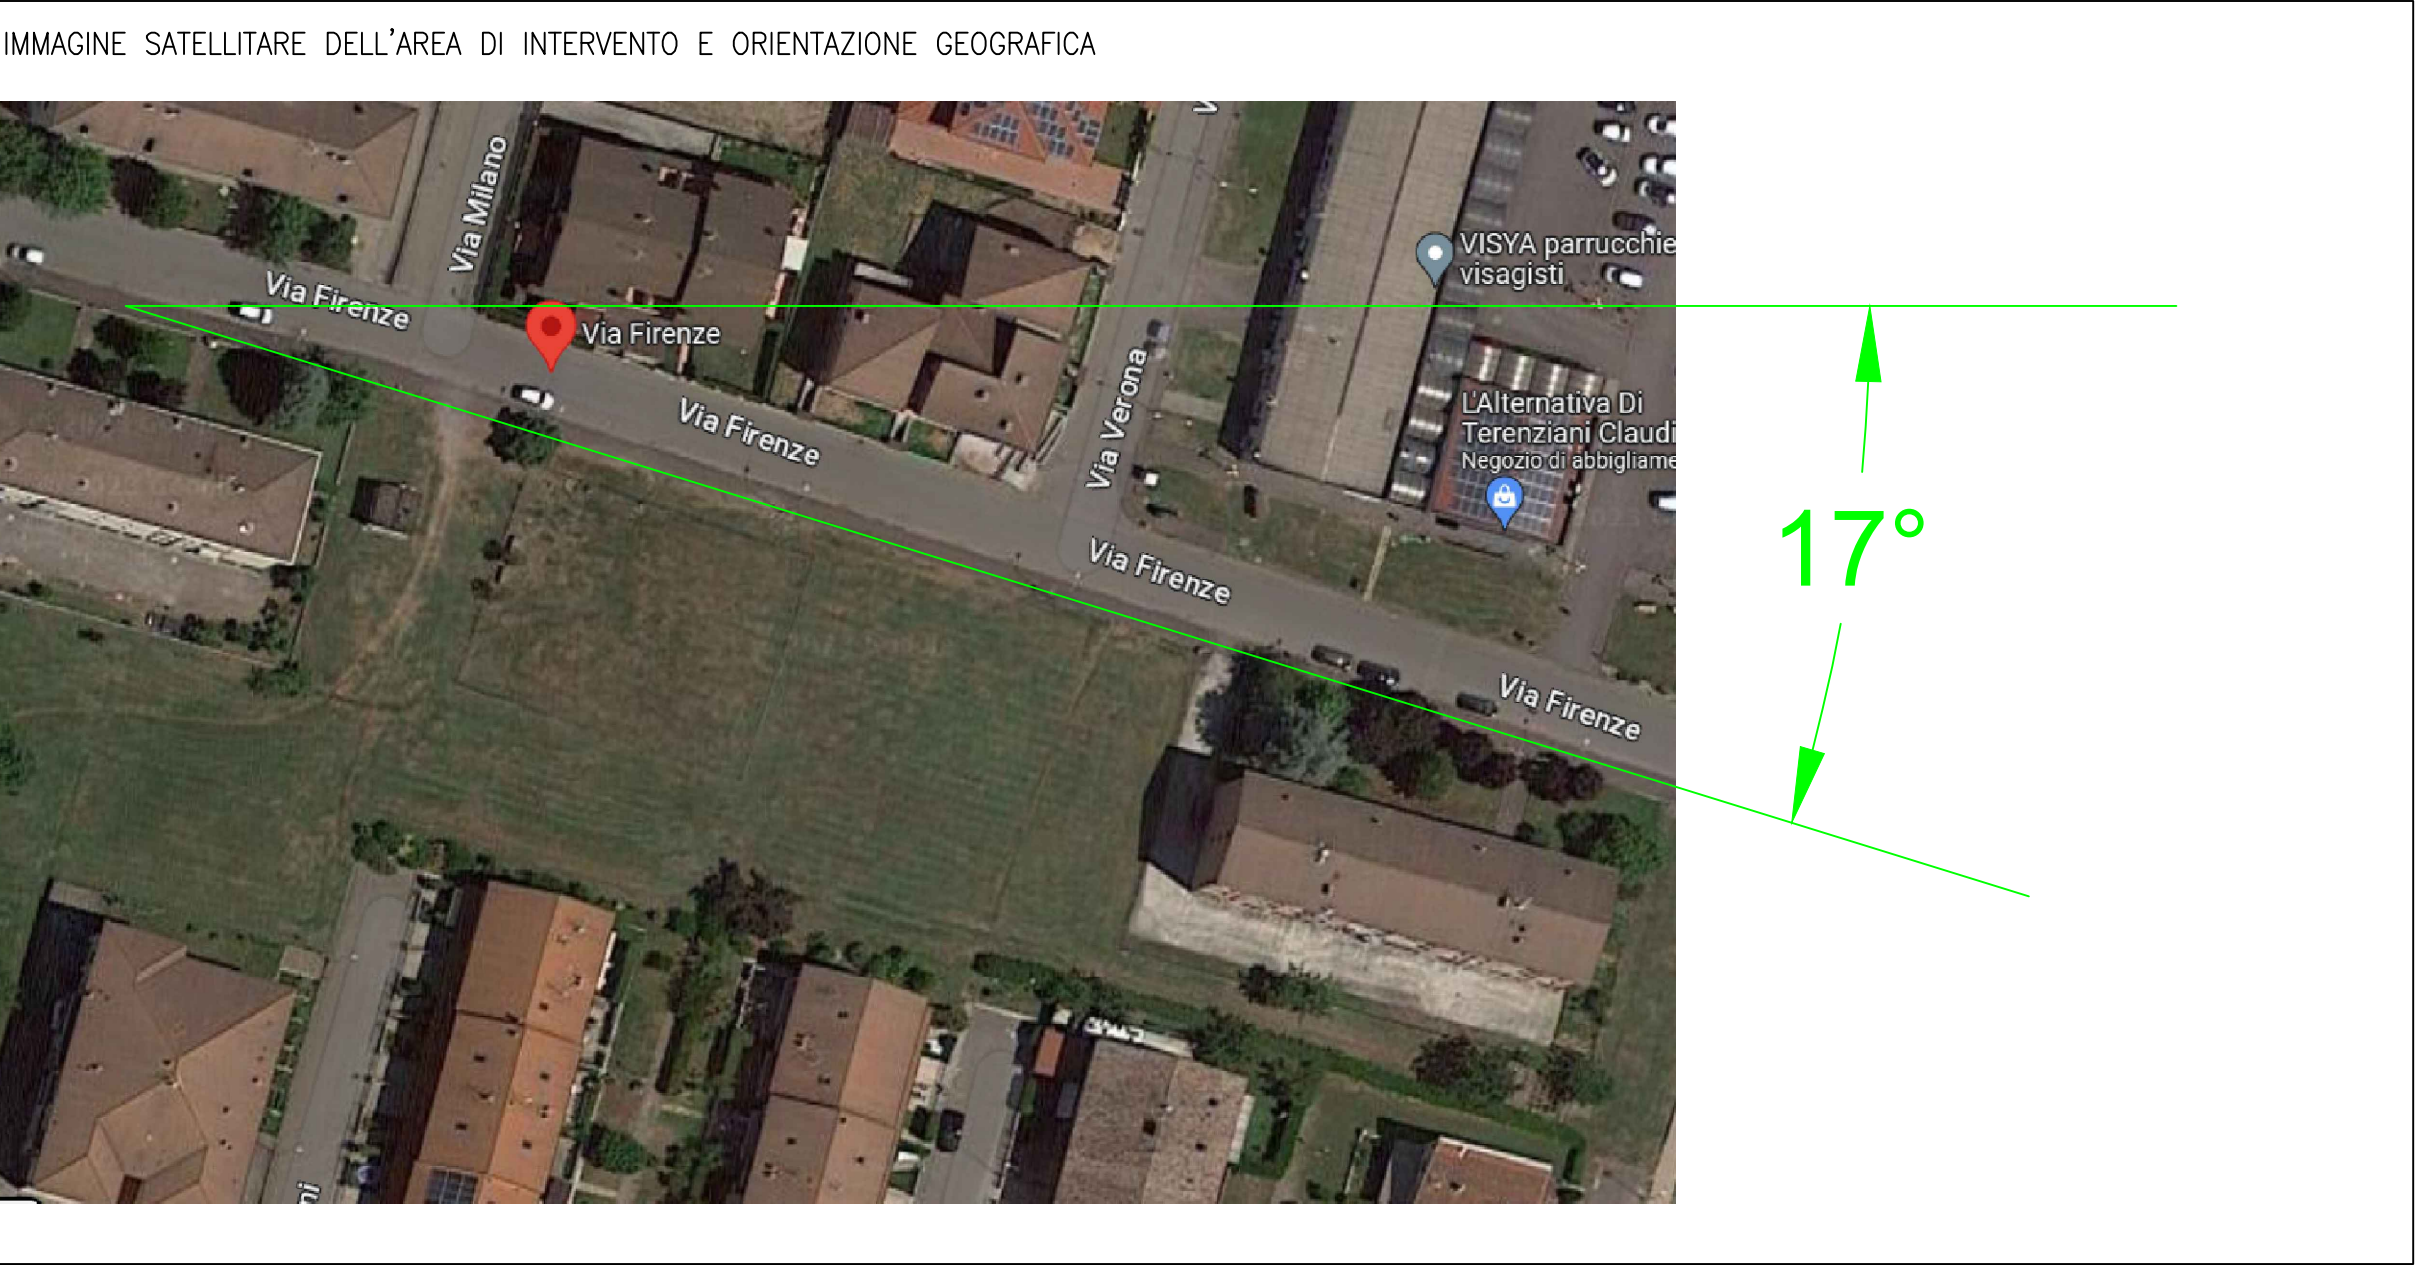 IMMAGINE SATELLITARE DELL'AREA DI INTERVENTO E ORIENTAZIONE GEOGRAFICA
Via Milano
VISYA parrucchie
visagisti
Via Firenze
Via Firenze
Via Verona
L'Alternativa Di
Terenziani Claudi
Negozio di abbigliame
Via Firenze
17°
Via Firenze
Via Firenze
ni